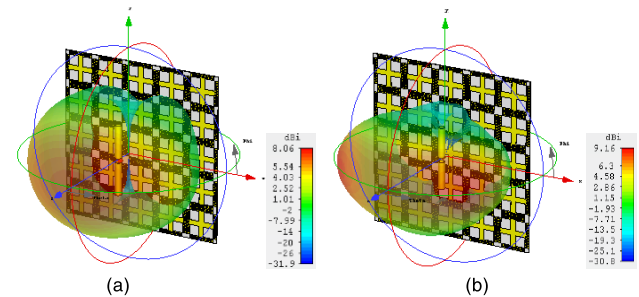 Phi
Theta
dBi
8.06
5.54
4.03
2.52
1.01
-2
-7.99
-14
-20
-26
-31.9
Phi
x
Theta
dBi
9.16
6.3
4.58
2.86
1.15
-1.93
-7.71
-13.5
-19.3
-25.1
-30.8
(a)
(b)